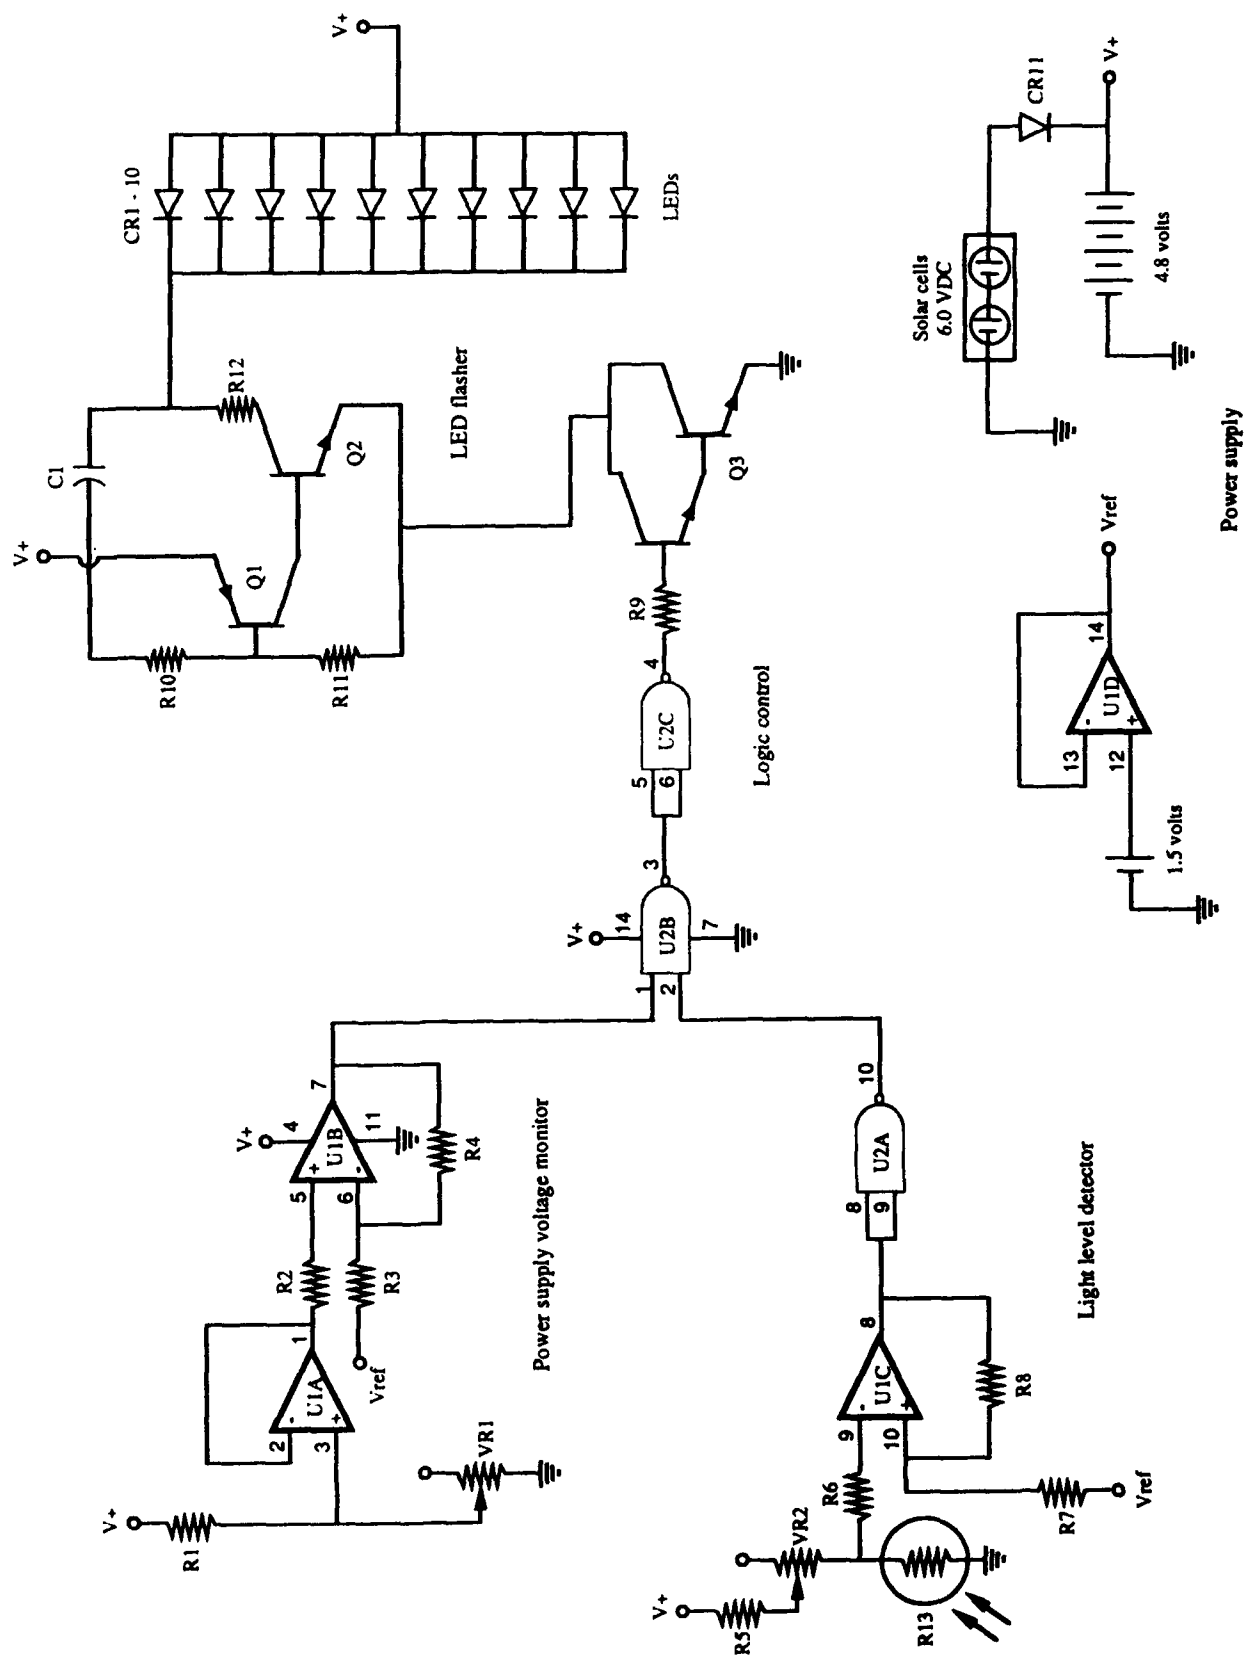 V+
R1
2
3
-
+
U1A
1
VR1
Vref
R2
R3
5
6
+
-
U1B
V+
4
11
7
R4
Power supply voltage monitor
V+
R5
VR2
R13
R6
9
10
-
+
U1C
8
R7
Vref
R8
8
9
U2A
10
Light level detector
1
2
V+
14
U2B
7
3
5
6
U2C
4
R9
Logic control
Q3
V+
C1
R10
R11
Q1
Q2
R12
LED flasher
CR1 - 10
LEDs
V+
1.5 volts
13
12
-
+
U1D
14
Vref
Solar cells
6.0 VDC
CR11
V+
4.8 volts
Power supply